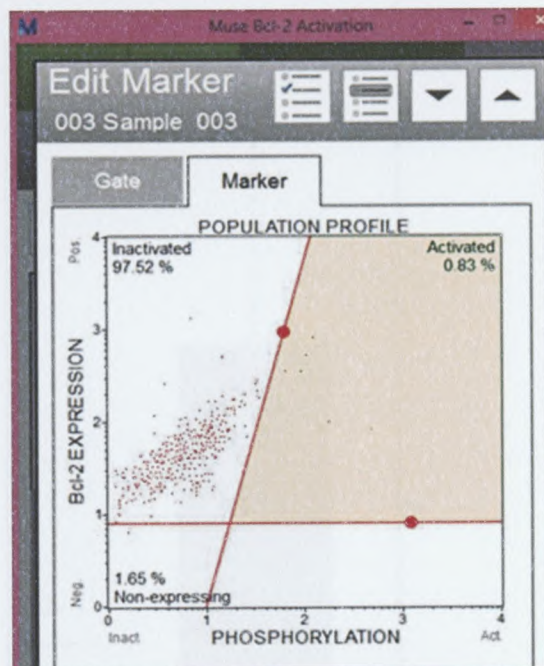 Muse Bcl-2 Activation
Edit Marker
003 Sample 003
Gate
Marker
POPULATION PROFILE
Pos.
4
Inactivated
97.52 %
Activated
0.83 %
3
BCl-2 EXPRESSION
2
1
1.65 %
Non-expressing
Neg.
0
0
1
2
3
4
Inact.
PHOSPHORYLATION
Act.